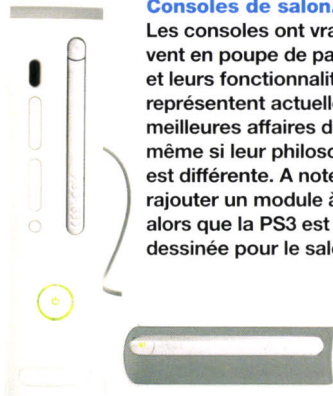 Consoles de salon.
Les consoles ont vra
vent en poupe de pa
et leurs fonctionnalit
représentent actuelle
meilleures affaires d
même si leur philoso
est différente. A note
rajouter un module à
alors que la PS3 est
dessinée pour le salo